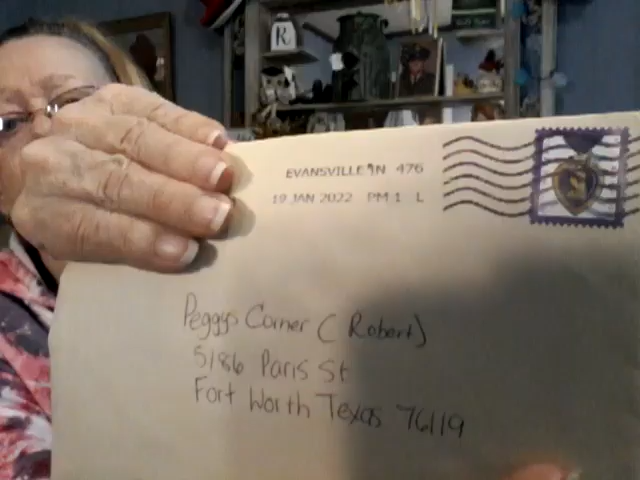 R
EVANSVILLE IN 476
19 JAN 2022 PM 1 L
Peggys Corner (Robert)
5186 Paris St
Fort Worth Texas 76119